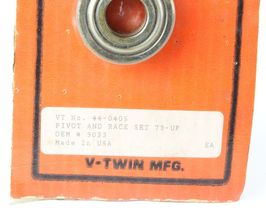 VT No. 44-0405
PIVOT AND RACE SET 73-UP
OEM # 9033
Made In USA EA
V-TWIN MFG.